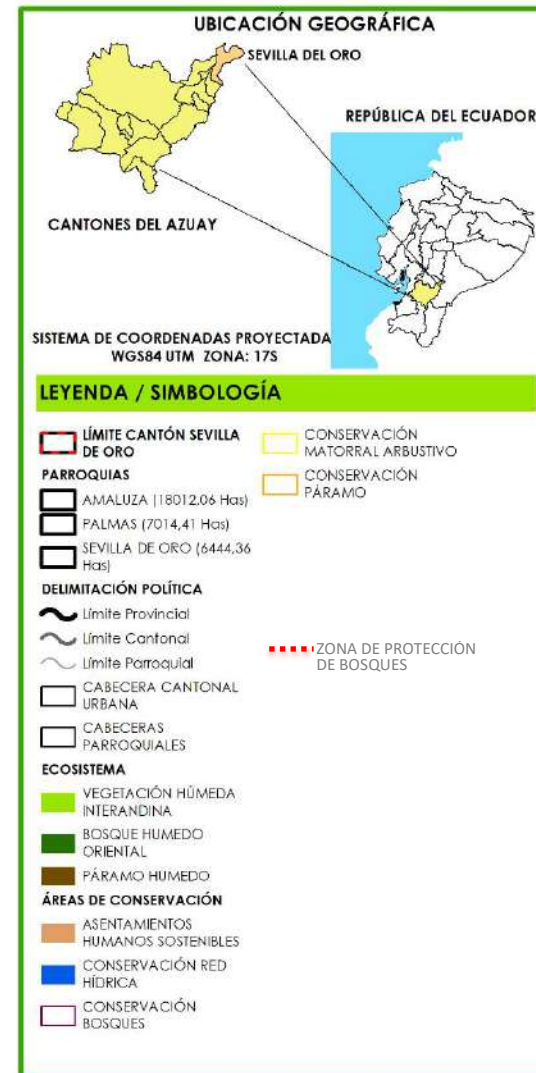 UBICACIÓN GEOGRÁFICA
SEVILLA DEL ORO
REPÚBLICA DEL ECUADOR
CANTONES DEL AZUAY
SISTEMA DE COORDENADAS PROYECTADA
WGS84 UTM ZONA: 17S
LEYENDA / SIMBOLOGÍA
LÍMITE CANTÓN SEVILLA
DE ORO
PARROQUIAS
AMALUZA (18012,06 Has)
PALMAS (7014,41 Has)
SEVILLA DE ORO (6444,36
Has)
DELIMITACIÓN POLÍTICA
Límite Provincial
Límite Cantonal
Límite Parroquial
CABECERA CANTONAL
URBANA
CABECERAS
PARROQUIALES
ECOSISTEMA
VEGETACIÓN HÚMEDA
INTERANDINA
BOSQUE HUMEDO
ORIENTAL
PÁRAMO HUMEDO
ÁREAS DE CONSERVACIÓN
ASENTAMIENTOS
HUMANOS SOSTENIBLES
CONSERVACIÓN RED
HÍDRICA
CONSERVACIÓN
BOSQUES
CONSERVACIÓN
MATORRAL ARBUSTIVO
CONSERVACIÓN
PÁRAMO
ZONA DE PROTECCIÓN
DE BOSQUES